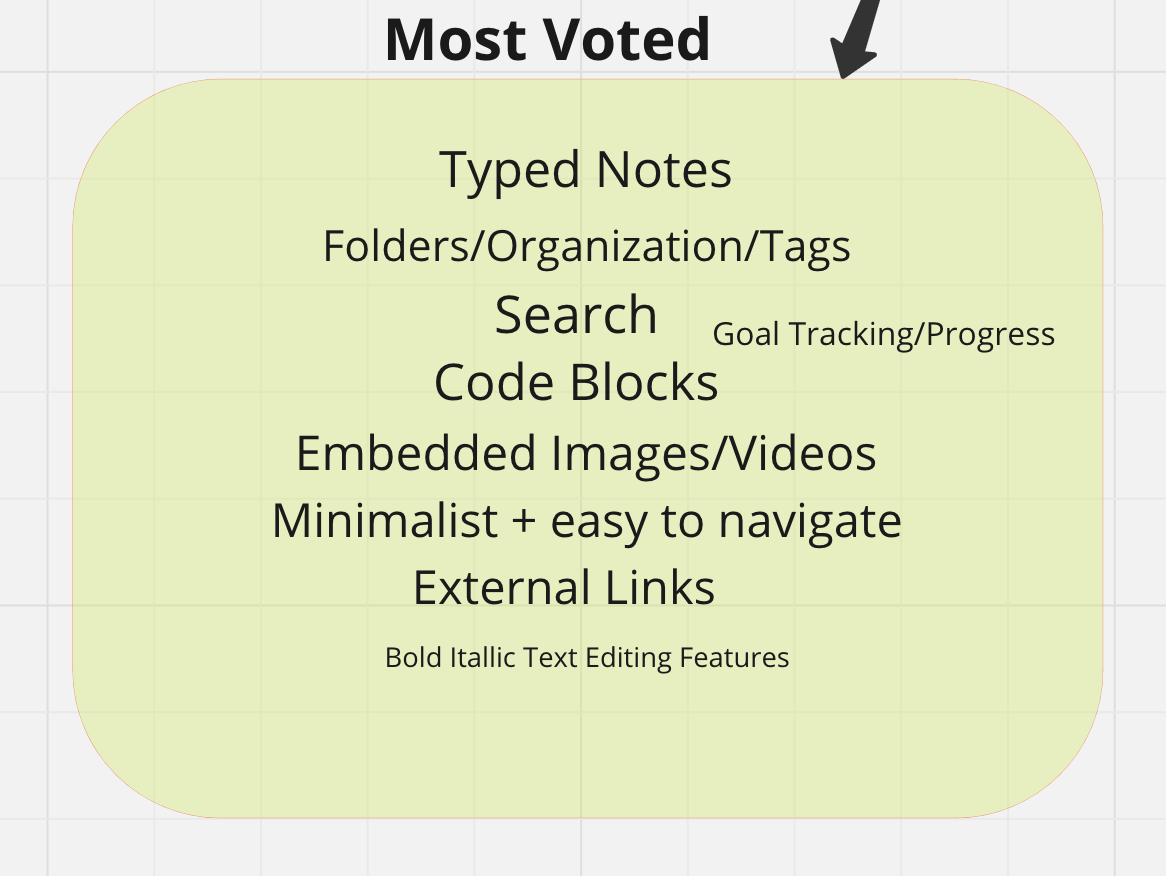 Most Voted
Typed Notes
Folders/Organization/Tags
Search
Goal Tracking/Progress
Code Blocks
Embedded Images/Videos
Minimalist + easy to navigate
External Links
Bold Itallic Text Editing Features